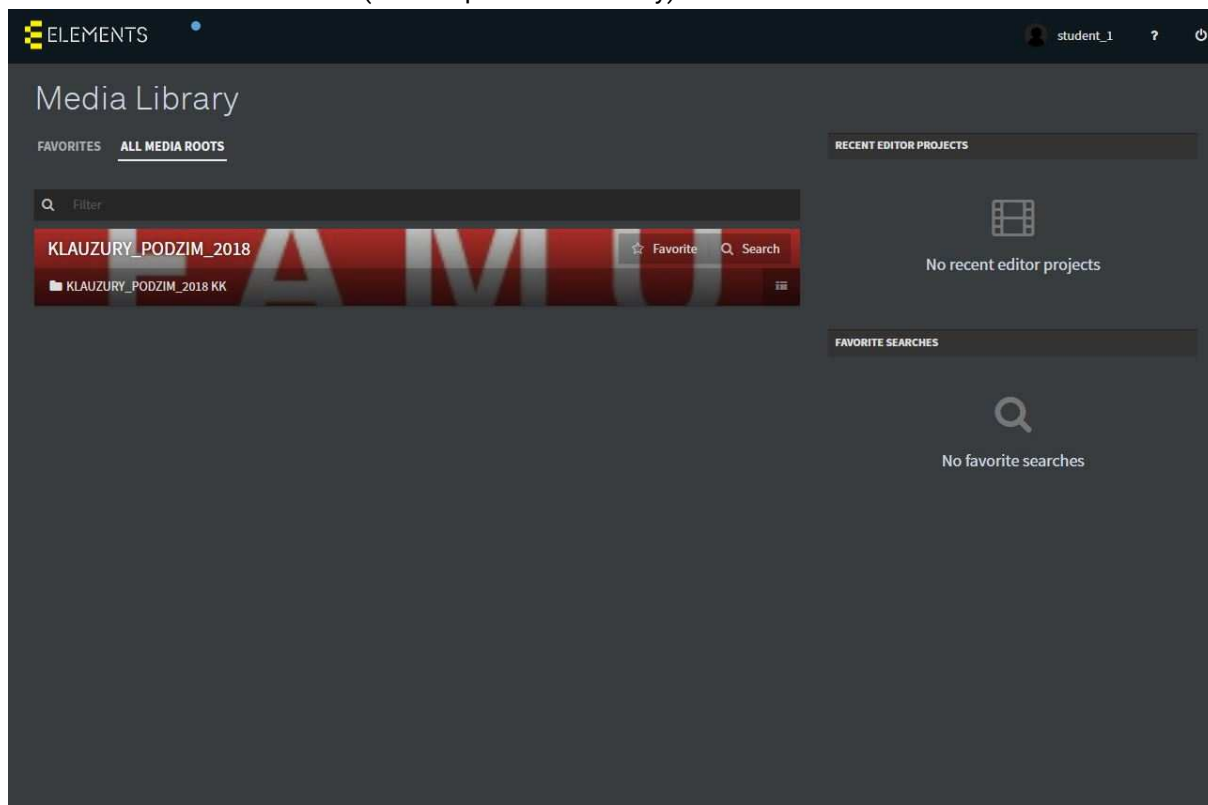 ELEMENTS
student_1 ?
Media Library
FAVORITES ALL MEDIA ROOTS
Filter
KLAUZURY_PODZIM_2018
Favorite Search
KLAUZURY_PODZIM_2018 KK
FAMU
RECENT EDITOR PROJECTS
No recent editor projects
FAVORITE SEARCHES
No favorite searches